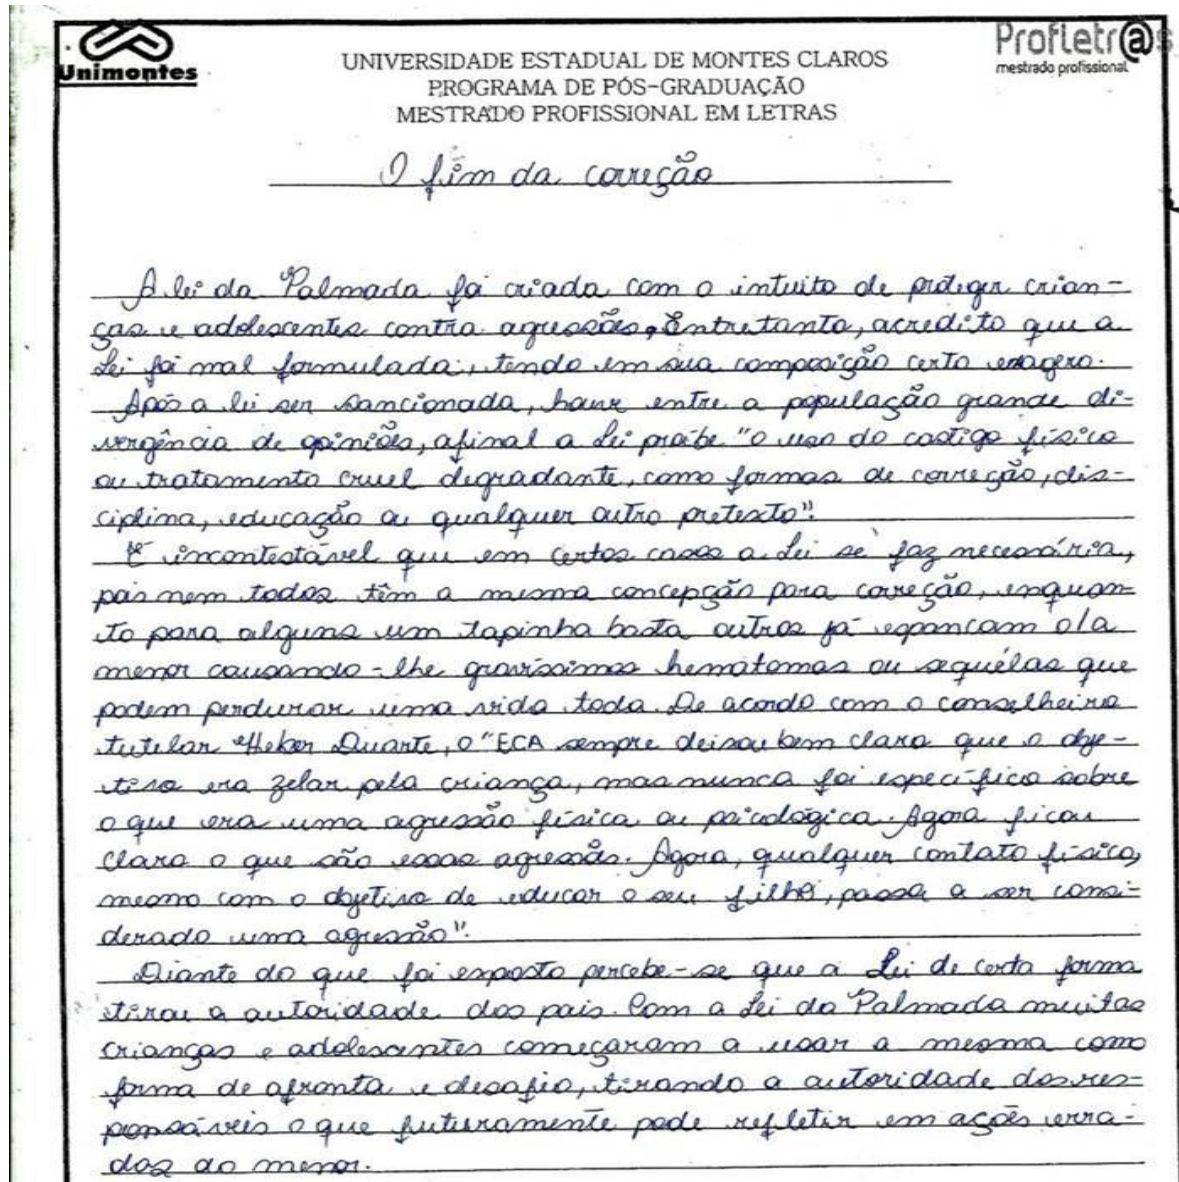 Unimontes
UNIVERSIDADE ESTADUAL DE MONTES CLAROS
PROGRAMA DE PÓS-GRADUAÇÃO
MESTRADO PROFISSIONAL EM LETRAS
Profletr@s
mestrado profissional
O fim da correção
A lei da Palmada foi criada com o intuito de proteger crian-
ças e adolescentes contra agressões, Entretanto, acredito que a
Lei foi mal formulada, tendo em sua composição certo exagero.
Após a lei ser sancionada, houve entre a população grande di-
vergência de opiniões, afinal a Lei proíbe "o uso do castigo físico
ou tratamento cruel degradante, como formas de correção, dis-
ciplina, educação ou qualquer outro pretexto".
É incontestável que em certos casos a Lei se faz necessária,
pois nem todos têm a mesma concepção para correção, enquan-
to para alguns um tapinha basta outros já espancam o/a
menor causando-lhe gravíssimos hematomas ou sequélas que
podem perdurar uma vida toda. De acordo com o conselheiro
tutelar Heber Duarte, o "ECA sempre deixou bem claro que o obje-
tivo era zelar pela criança, mas nunca foi específico sobre
o que era uma agressão física ou psicológica. Agora ficou
claro o que são essas agressões. Agora, qualquer contato físico,
mesmo com o objetivo de educar o seu filho, passa a ser consi-
derado uma agressão".
Diante do que foi exposto percebe-se que a Lei de certa forma
tirou a autoridade dos pais. Com a Lei da Palmada muitas
crianças e adolescentes começaram a usar a mesma como
forma de afronta e desafio, tirando a autoridade dos res-
ponsáveis o que futuramente pode refletir em ações erra-
das do menor.